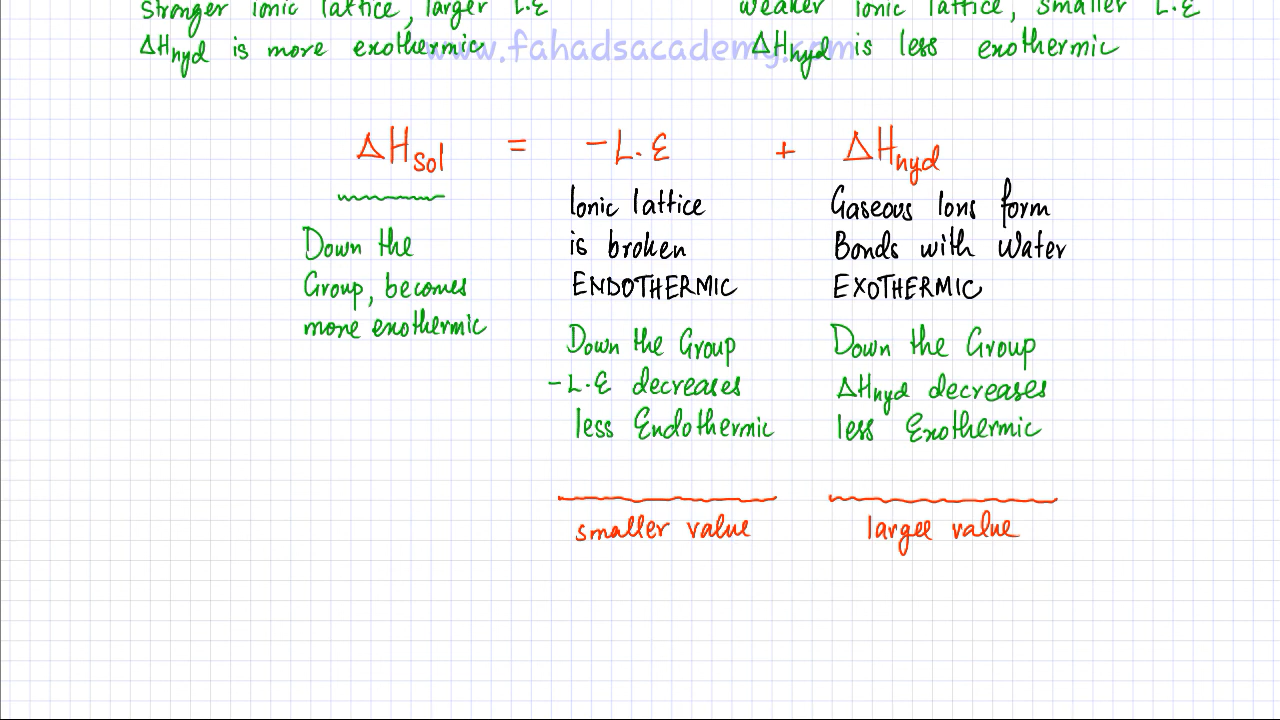 stronger ionic lattice, larger L.E
ΔHhyd is more exothermic
weaker ionic lattice, smaller L.E
ΔHhyd is less exothermic
www.fahadsacademy.com
ΔHsol = -L.E + ΔHhyd
Down the
Group, becomes
more exothermic
Ionic lattice
is broken
ENDOTHERMIC
Down the Group
-L.E decreases
less Endothermic
smaller value
Gaseous Ions form
Bonds with Water
EXOTHERMIC
Down the Group
ΔHhyd decreases
less Exothermic
largee value